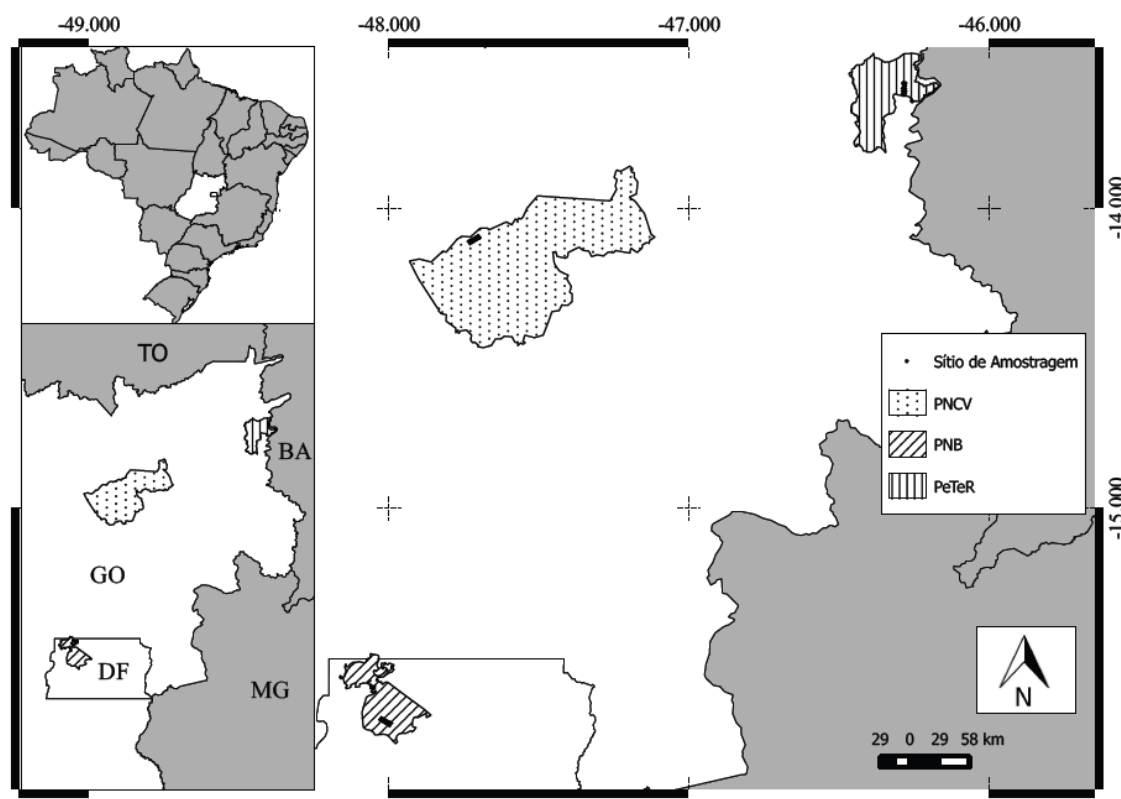 -49.000 -48.000 -47.000 -46.000
-14.000
TO
Sítio de Amostragem
PNCV
BA
PNB
PeTeR
-15.000
GO
DF
MG
N
29 0 29 58 km